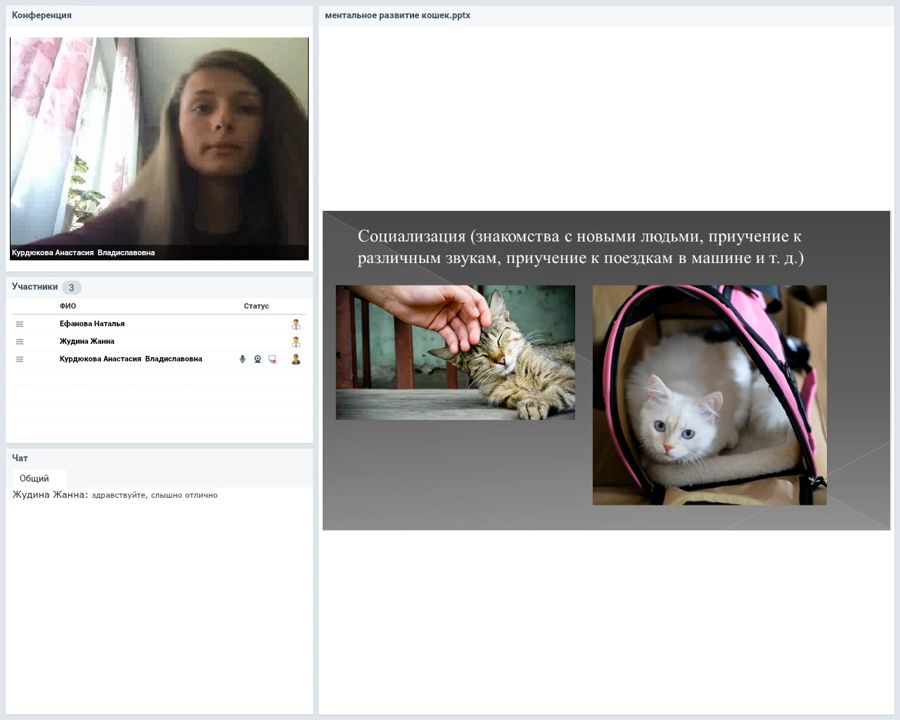 Конференция
Курдюкова Анастасия Владиславовна
Участники 3
ФИО Статус
Ефанова Наталья
Жудина Жанна
Курдюкова Анастасия Владиславовна
Чат
Общий
Жудина Жанна: здравствуйте, слышно отлично
ментальное развитие кошек.pptx
Социализация (знакомства с новыми людьми, приучение к
различным звукам, приучение к поездкам в машине и т. д.)